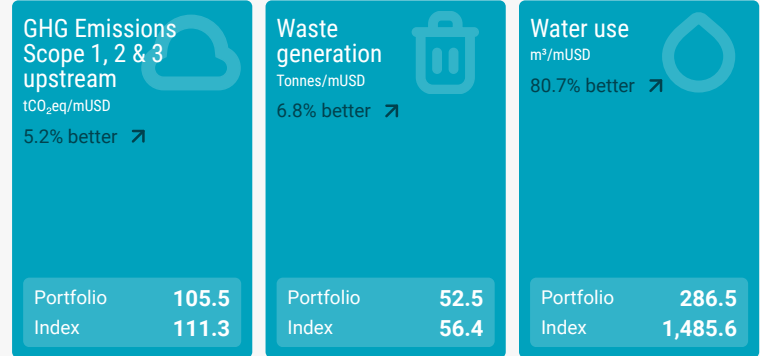 GHG Emissions
Scope 1, 2 & 3
upstream
tCO₂eq/mUSD
5.2% better
Portfolio 105.5
Index 111.3
Waste
generation
Tonnes/mUSD
6.8% better
Portfolio 52.5
Index 56.4
Water use
m³/mUSD
80.7% better
Portfolio 286.5
Index 1,485.6